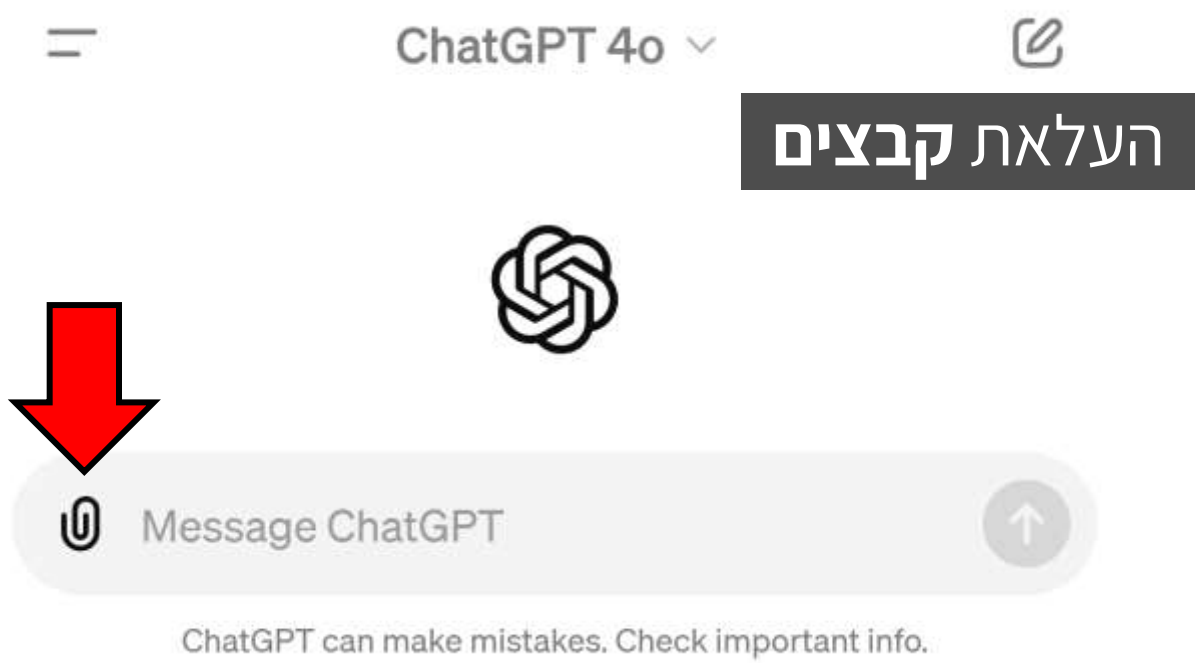 ChatGPT 4o
העלאת קבצים
Message ChatGPT
ChatGPT can make mistakes. Check important info.